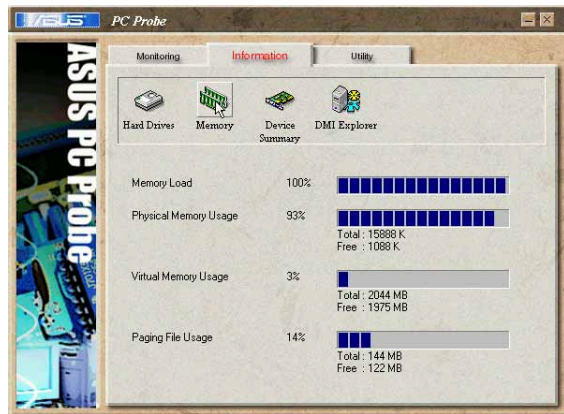 ASUS PC Probe
ASUS PC Probe
Monitoring Information Utility
Hard Drives Memory Device Summary DMI Explorer
Memory Load 100%
Physical Memory Usage 93%
Total : 15888 K
Free : 1088 K
Virtual Memory Usage 3%
Total : 2044 MB
Free : 1975 MB
Paging File Usage 14%
Total : 144 MB
Free : 122 MB